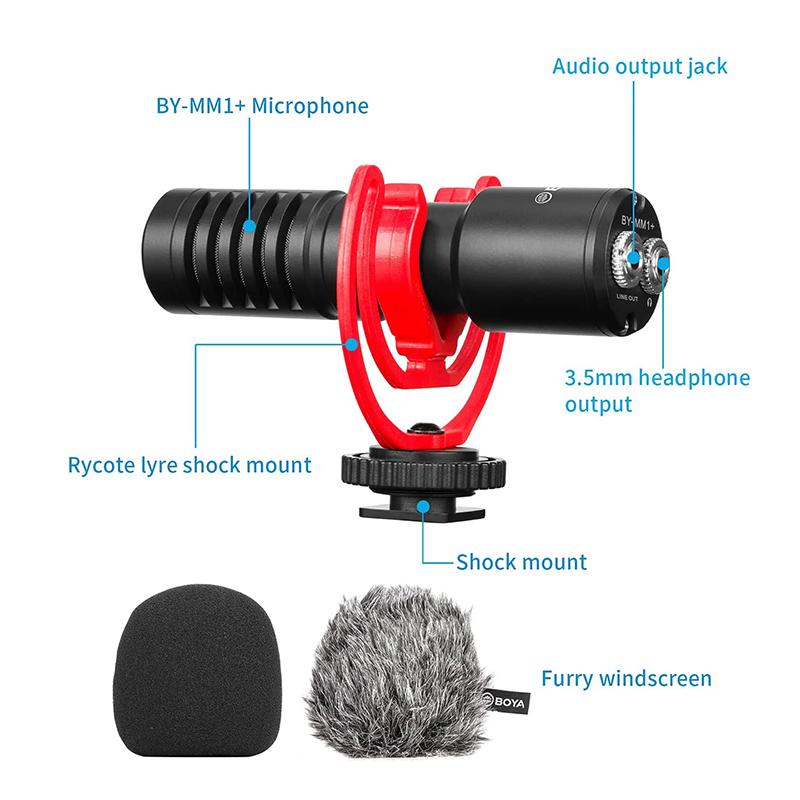 Audio output jack
BY-MM1+ Microphone
BY-MM1+
LINE OUT
3.5mm headphone
output
Rycote lyre shock mount
Shock mount
Furry windscreen
BOYA